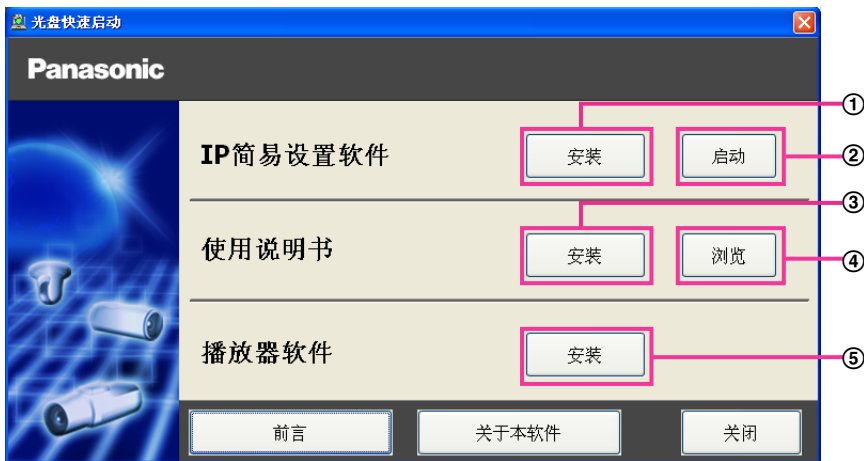 光盘快速启动
Panasonic
①
IP简易设置软件 安装 启动 ②
③
使用说明书 安装 浏览 ④
播放器软件 安装 ⑤
前言 关于本软件 关闭